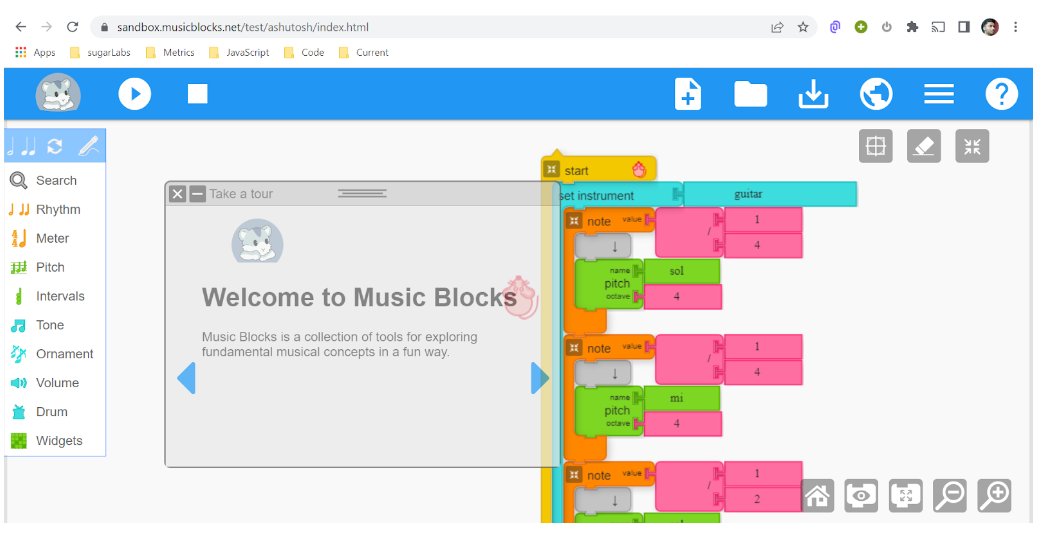 sandbox.musicblocks.net/test/ashutosh/index.html
Apps sugarLabs Metrics JavaScript Code Current
Search
Rhythm
Meter
Pitch
Intervals
Tone
Ornament
Volume
Drum
Widgets
Take a tour
Welcome to Music Blocks
Music Blocks is a collection of tools for exploring
fundamental musical concepts in a fun way.
start
set instrument guitar
note value 1
/
4
name sol
pitch
octave 4
note value 1
/
4
name mi
pitch
octave 4
note value 1
/
2